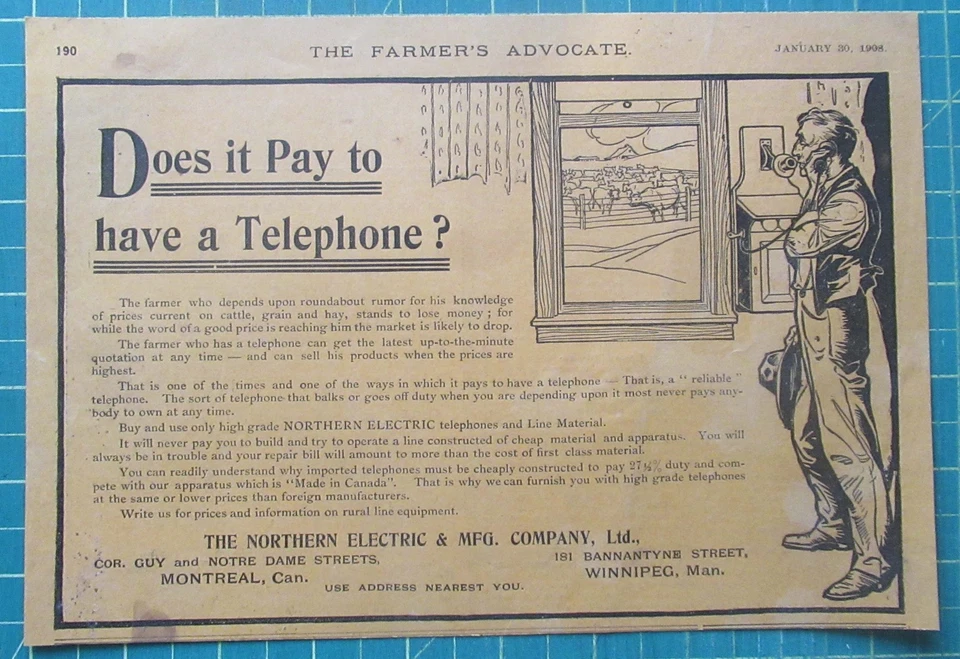 190
THE FARMER'S ADVOCATE.
JANUARY 30, 1908.
Does it Pay to
have a Telephone ?
The farmer who depends upon roundabout rumor for his knowledge
of prices current on cattle, grain and hay, stands to lose money ; for
while the word of a good price is reaching him the market is likely to drop.
The farmer who has a telephone can get the latest up-to-the-minute
quotation at any time — and can sell his products when the prices are
highest.
That is one of the times and one of the ways in which it pays to have a telephone — That is, a " reliable "
telephone. The sort of telephone that balks or goes off duty when you are depending upon it most never pays any-
body to own at any time.
Buy and use only high grade NORTHERN ELECTRIC telephones and Line Material.
It will never pay you to build and try to operate a line constructed of cheap material and apparatus. You will
always be in trouble and your repair bill will amount to more than the cost of first class material.
You can readily understand why imported telephones must be cheaply constructed to pay 27½% duty and com-
pete with our apparatus which is "Made in Canada". That is why we can furnish you with high grade telephones
at the same or lower prices than foreign manufacturers.
Write us for prices and information on rural line equipment.
THE NORTHERN ELECTRIC & MFG. COMPANY, Ltd.,
COR. GUY and NOTRE DAME STREETS,
MONTREAL, Can.
181 BANNANTYNE STREET,
WINNIPEG, Man.
USE ADDRESS NEAREST YOU.